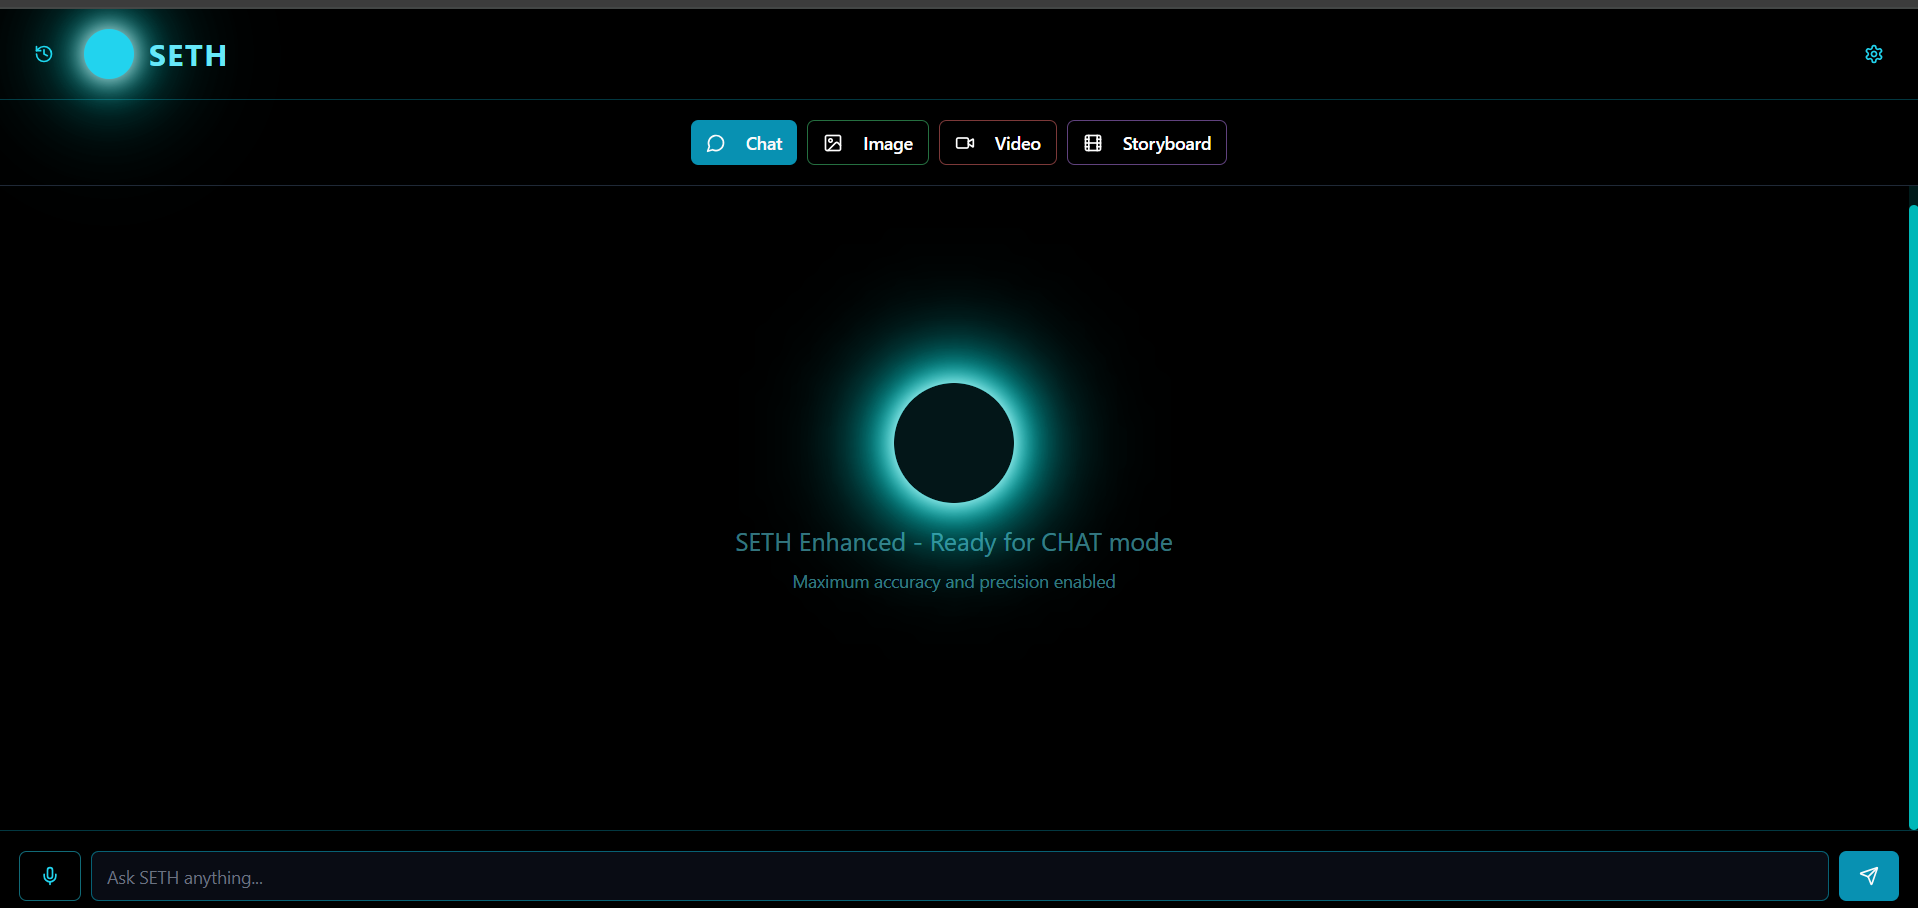 SETH
Chat
Image
Video
Storyboard
SETH Enhanced - Ready for CHAT mode
Maximum accuracy and precision enabled
Ask SETH anything...